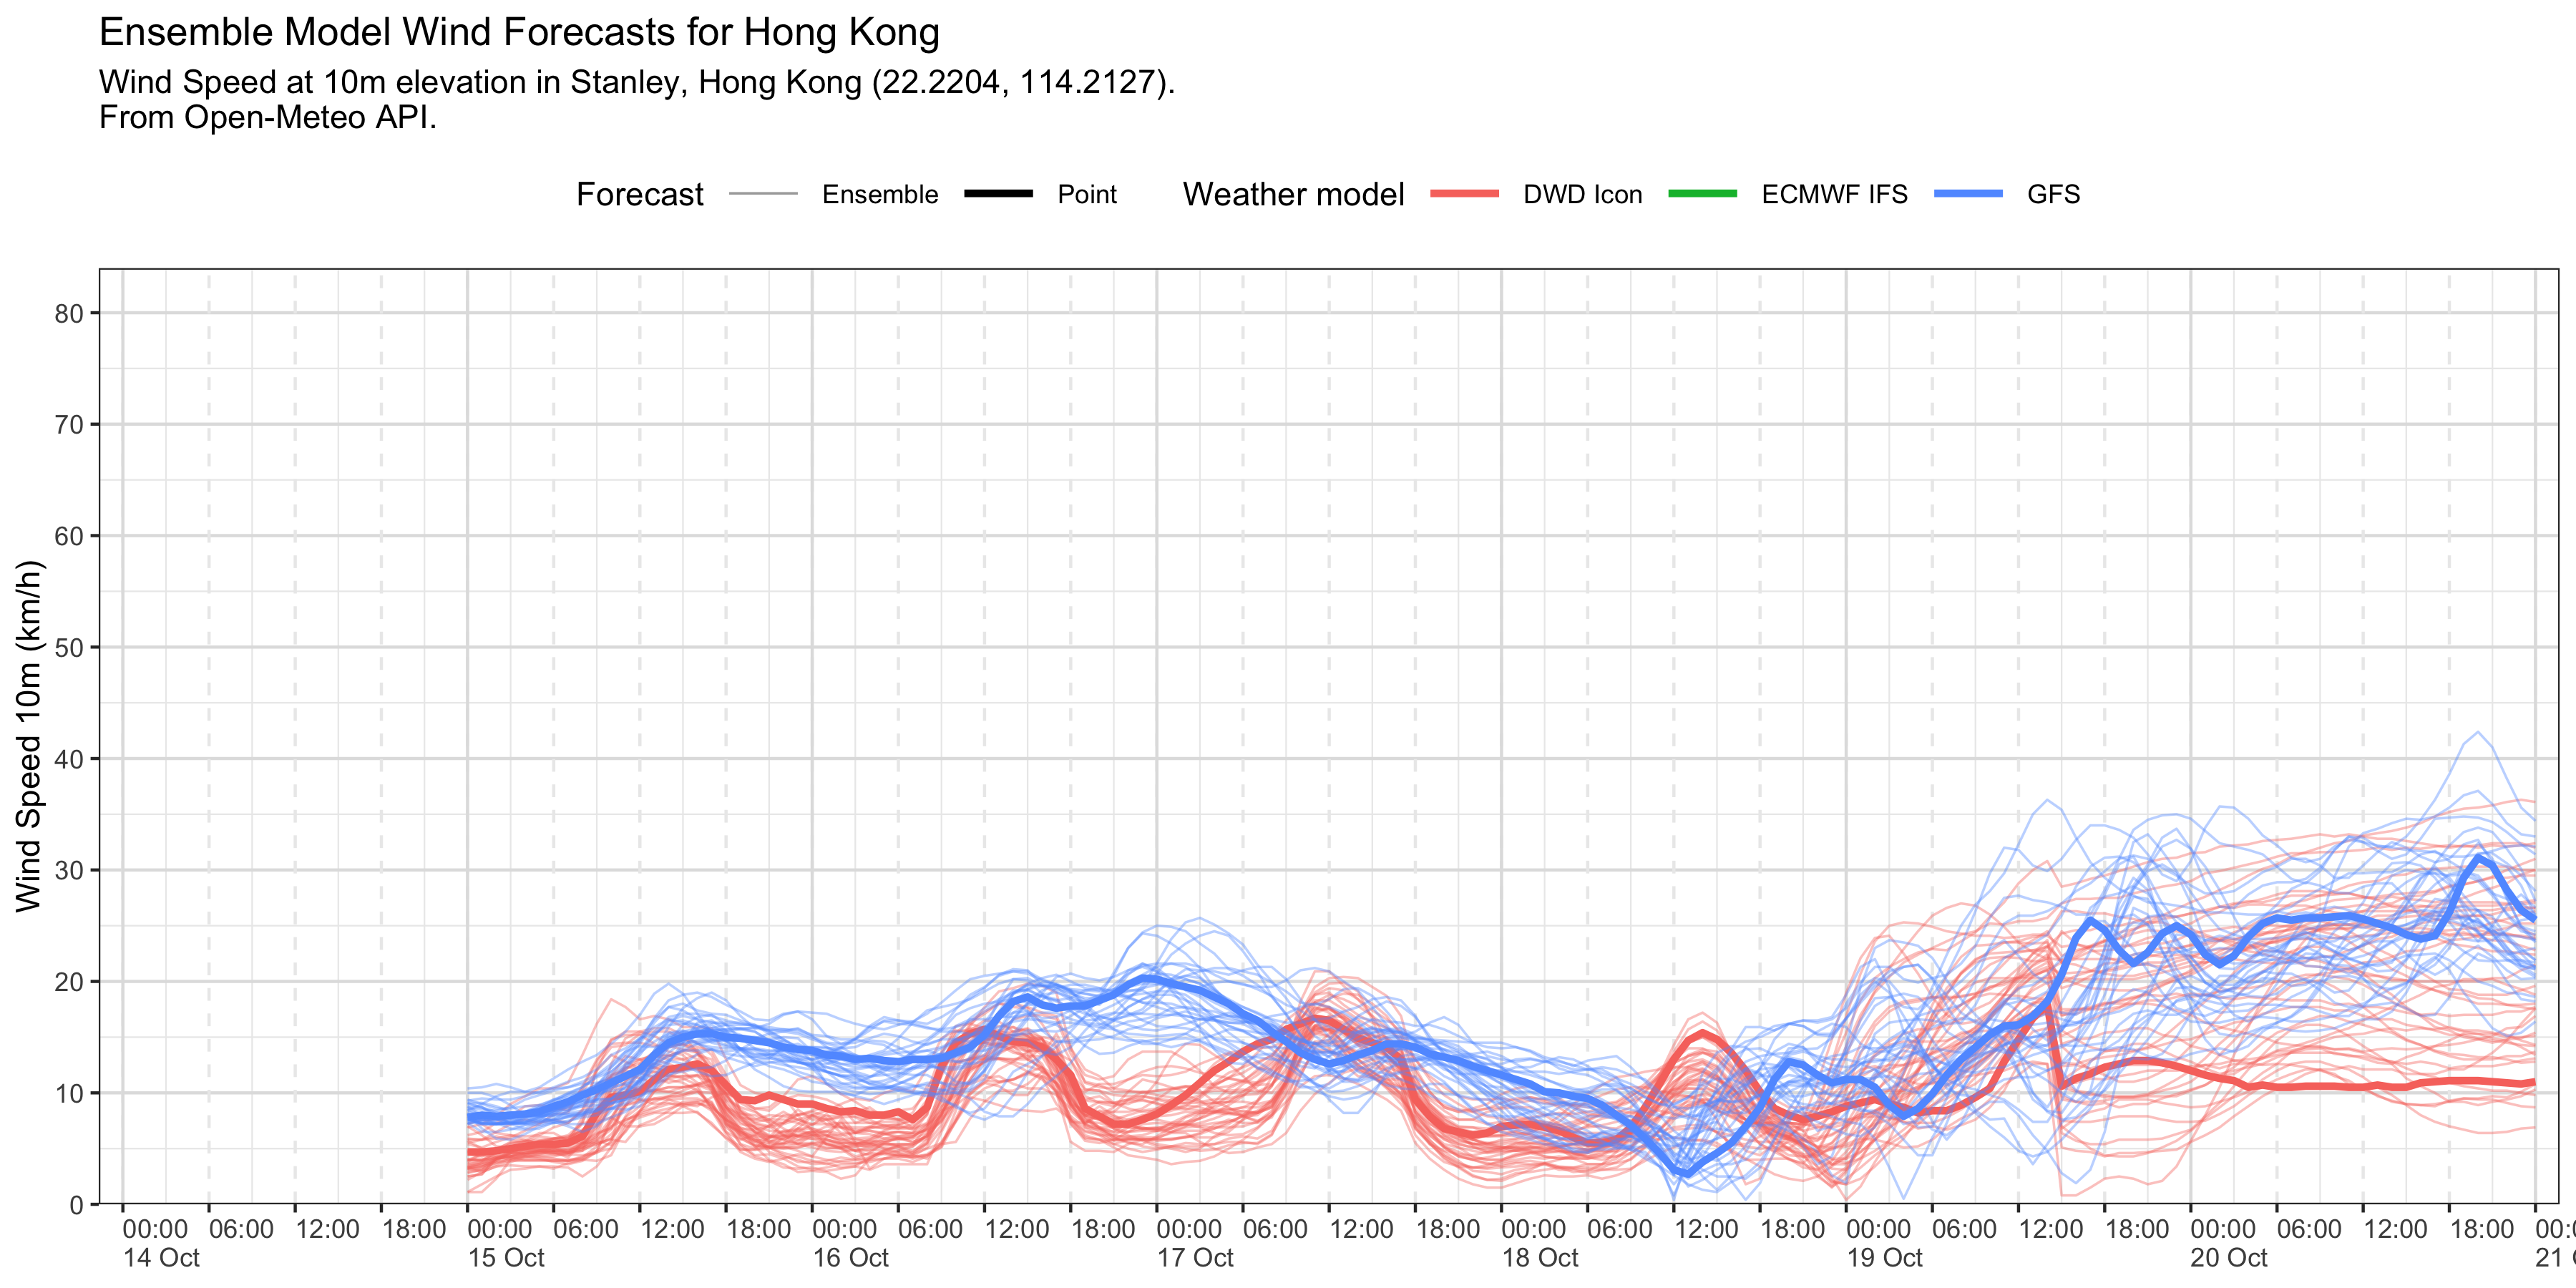 Ensemble Model Wind Forecasts for Hong Kong
Wind Speed at 10m elevation in Stanley, Hong Kong (22.2204, 114.2127).
From Open-Meteo API.
Forecast Ensemble Point Weather model DWD Icon ECMWF IFS GFS
Wind Speed 10m (km/h)
80
70
60
50
40
30
20
10
0
00:00 06:00 12:00 18:00 00:00 06:00 12:00 18:00 00:00 06:00 12:00 18:00 00:00 06:00 12:00 18:00 00:00 06:00 12:00 18:00 00:00 06:00 12:00 18:00 00:00 06:00 12:00 18:00 00:
14 Oct 15 Oct 16 Oct 17 Oct 18 Oct 19 Oct 20 Oct 21